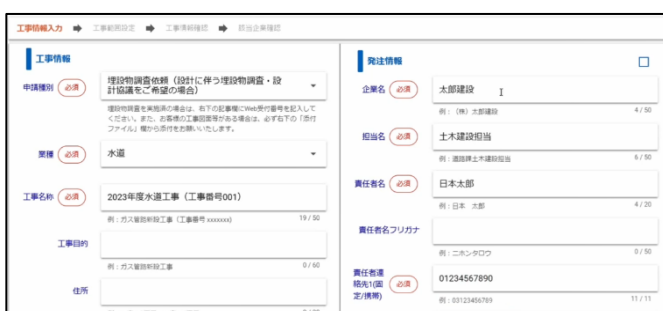 工事情報入力 ➡ 工事範囲設定 ➡ 工事情報確認 ➡ 該当企業確認
工事情報
申請種別 必須 埋設物調査依頼（設計に伴う埋設物調査・設
計協議をご希望の場合）
埋設物調査を実施済の場合は、右下の記事欄にWeb受付番号を記入して
ください。また、お客様の工事図面等がある場合は、必ず右下の「添付
ファイル」欄から添付をお願いいたします。
業種 必須 水道
工事名称 必須 2023年度水道工事（工事番号001）
例：ガス管路新設工事（工事番号 xxxxxxx） 19 / 50
工事目的
例：ガス管路新設工事 0 / 60
住所
発注情報
企業名 必須 太郎建設
例：（株）太郎建設 4 / 50
担当名 必須 土木建設担当
例：道路課土木建設担当 6 / 50
責任者名 必須 日本太郎
例：日本 太郎 4 / 20
責任者名フリガナ
例：ニホンタロウ 0 / 50
責任者連
絡先1(固
定/携帯) 必須 01234567890
例：03123456789 11 / 11